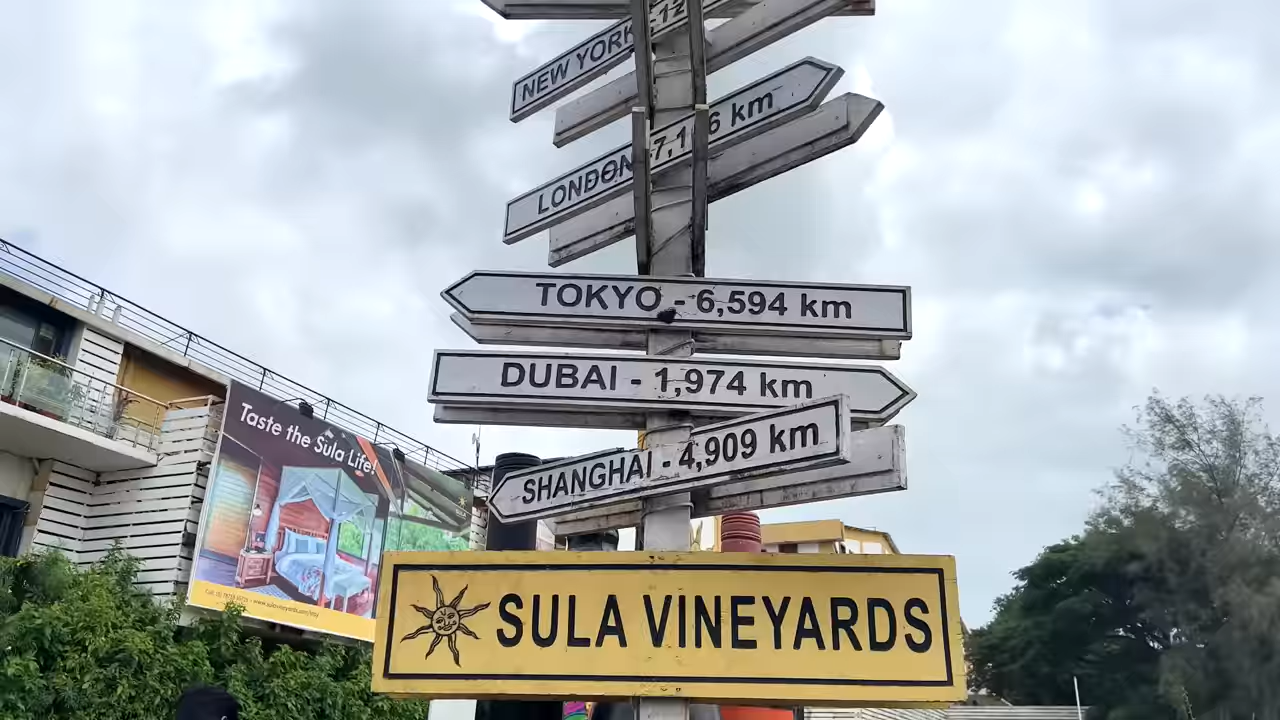 NEW YORK - 12
LONDON 7,1 6 km
TOKYO - 6,594 km
DUBAI - 1,974 km
SHANGHAI - 4,909 km
SULA VINEYARDS
Taste the Sula Life!